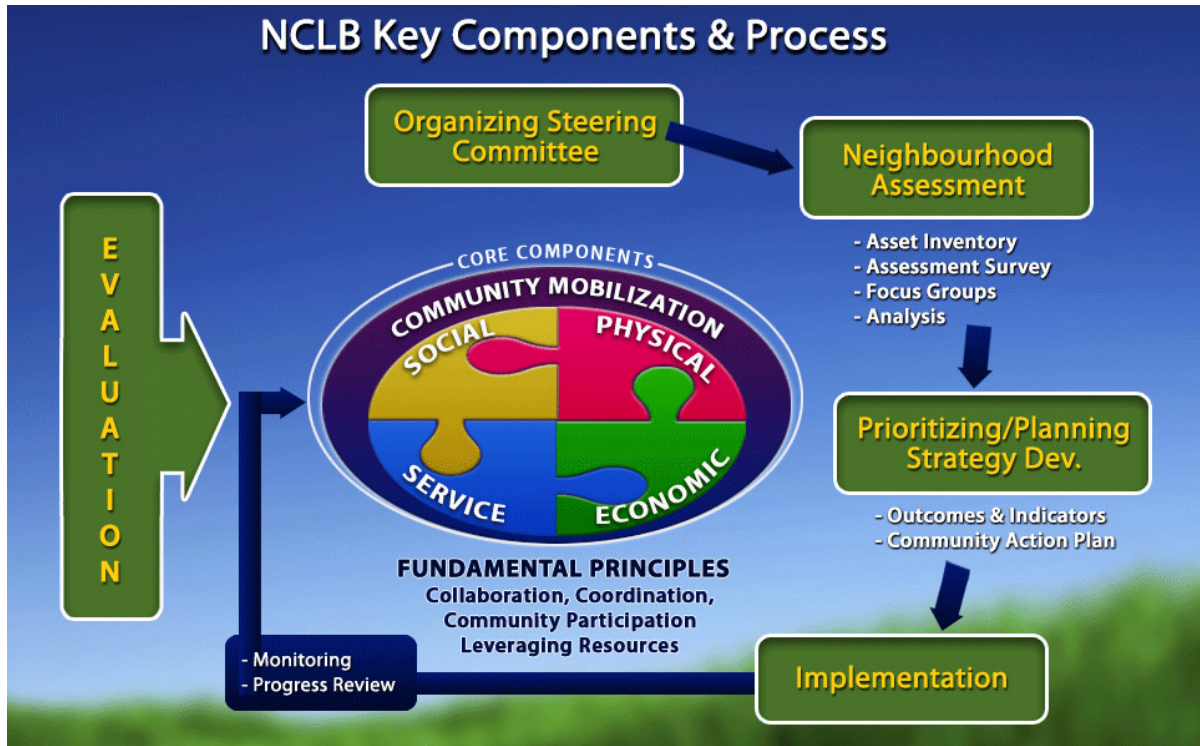 NCLB Key Components & Process
Organizing Steering
Committee
Neighbourhood
Assessment
- Asset Inventory
- Assessment Survey
- Focus Groups
- Analysis
EVALUATION
CORE COMPONENTS
COMMUNITY MOBILIZATION
SOCIAL
PHYSICAL
SERVICE
ECONOMIC
Prioritizing/Planning
Strategy Dev.
- Outcomes & Indicators
- Community Action Plan
FUNDAMENTAL PRINCIPLES
Collaboration, Coordination,
Community Participation
Leveraging Resources
- Monitoring
- Progress Review
Implementation